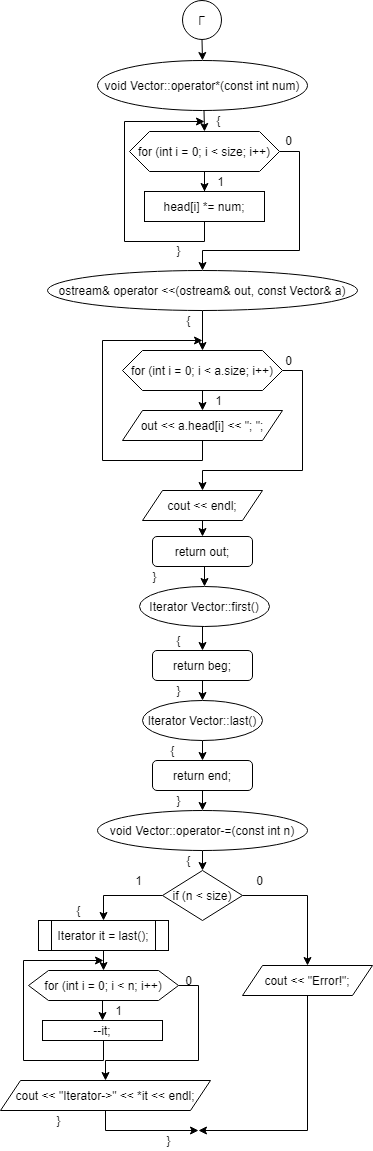 Г
void Vector::operator*(const int num)
{
for (int i = 0; i < size; i++)
0
1
head[i] *= num;
}
ostream& operator <<(ostream& out, const Vector& a)
{
for (int i = 0; i < a.size; i++)
0
1
out << a.head[i] << "; ";
cout << endl;
return out;
}
Iterator Vector::first()
{
return beg;
}
Iterator Vector::last()
{
return end;
}
void Vector::operator-=(const int n)
{
if (n < size)
1
0
{
Iterator it = last();
for (int i = 0; i < n; i++)
0
cout << "Error!";
1
--it;
cout << "Iterator->" << *it << endl;
}
}